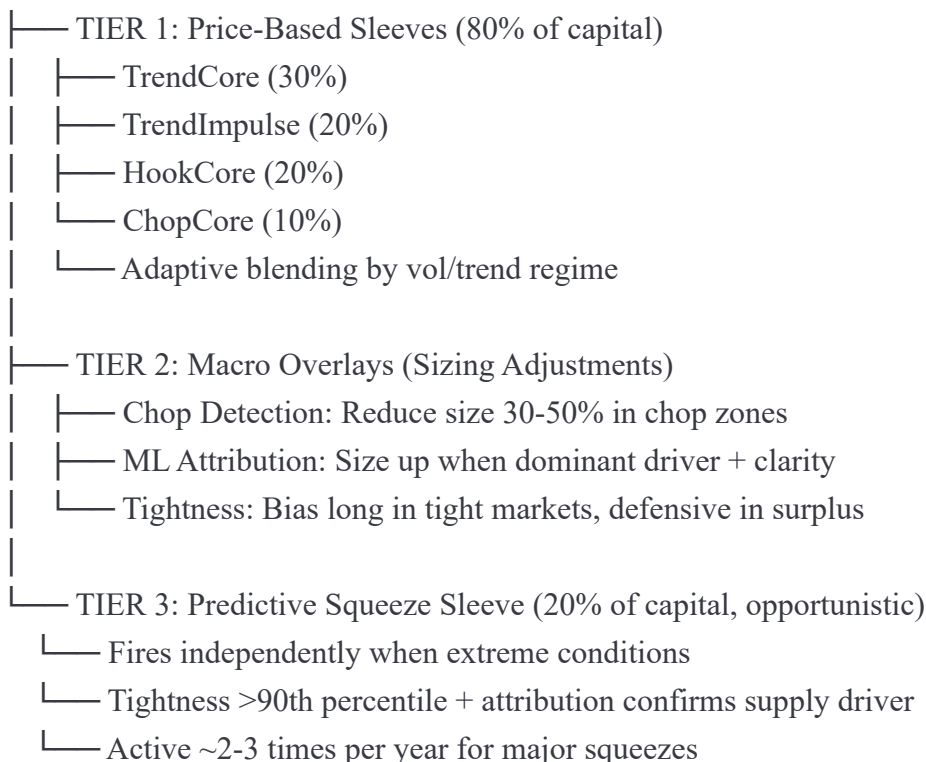 ├── TIER 1: Price-Based Sleeves (80% of capital)
│   ├── TrendCore (30%)
│   ├── TrendImpulse (20%)
│   ├── HookCore (20%)
│   └── ChopCore (10%)
│   └── Adaptive blending by vol/trend regime
│
├── TIER 2: Macro Overlays (Sizing Adjustments)
│   ├── Chop Detection: Reduce size 30-50% in chop zones
│   ├── ML Attribution: Size up when dominant driver + clarity
│   └── Tightness: Bias long in tight markets, defensive in surplus
│
└── TIER 3: Predictive Squeeze Sleeve (20% of capital, opportunistic)
    └── Fires independently when extreme conditions
    └── Tightness >90th percentile + attribution confirms supply driver
    └── Active ~2-3 times per year for major squeezes